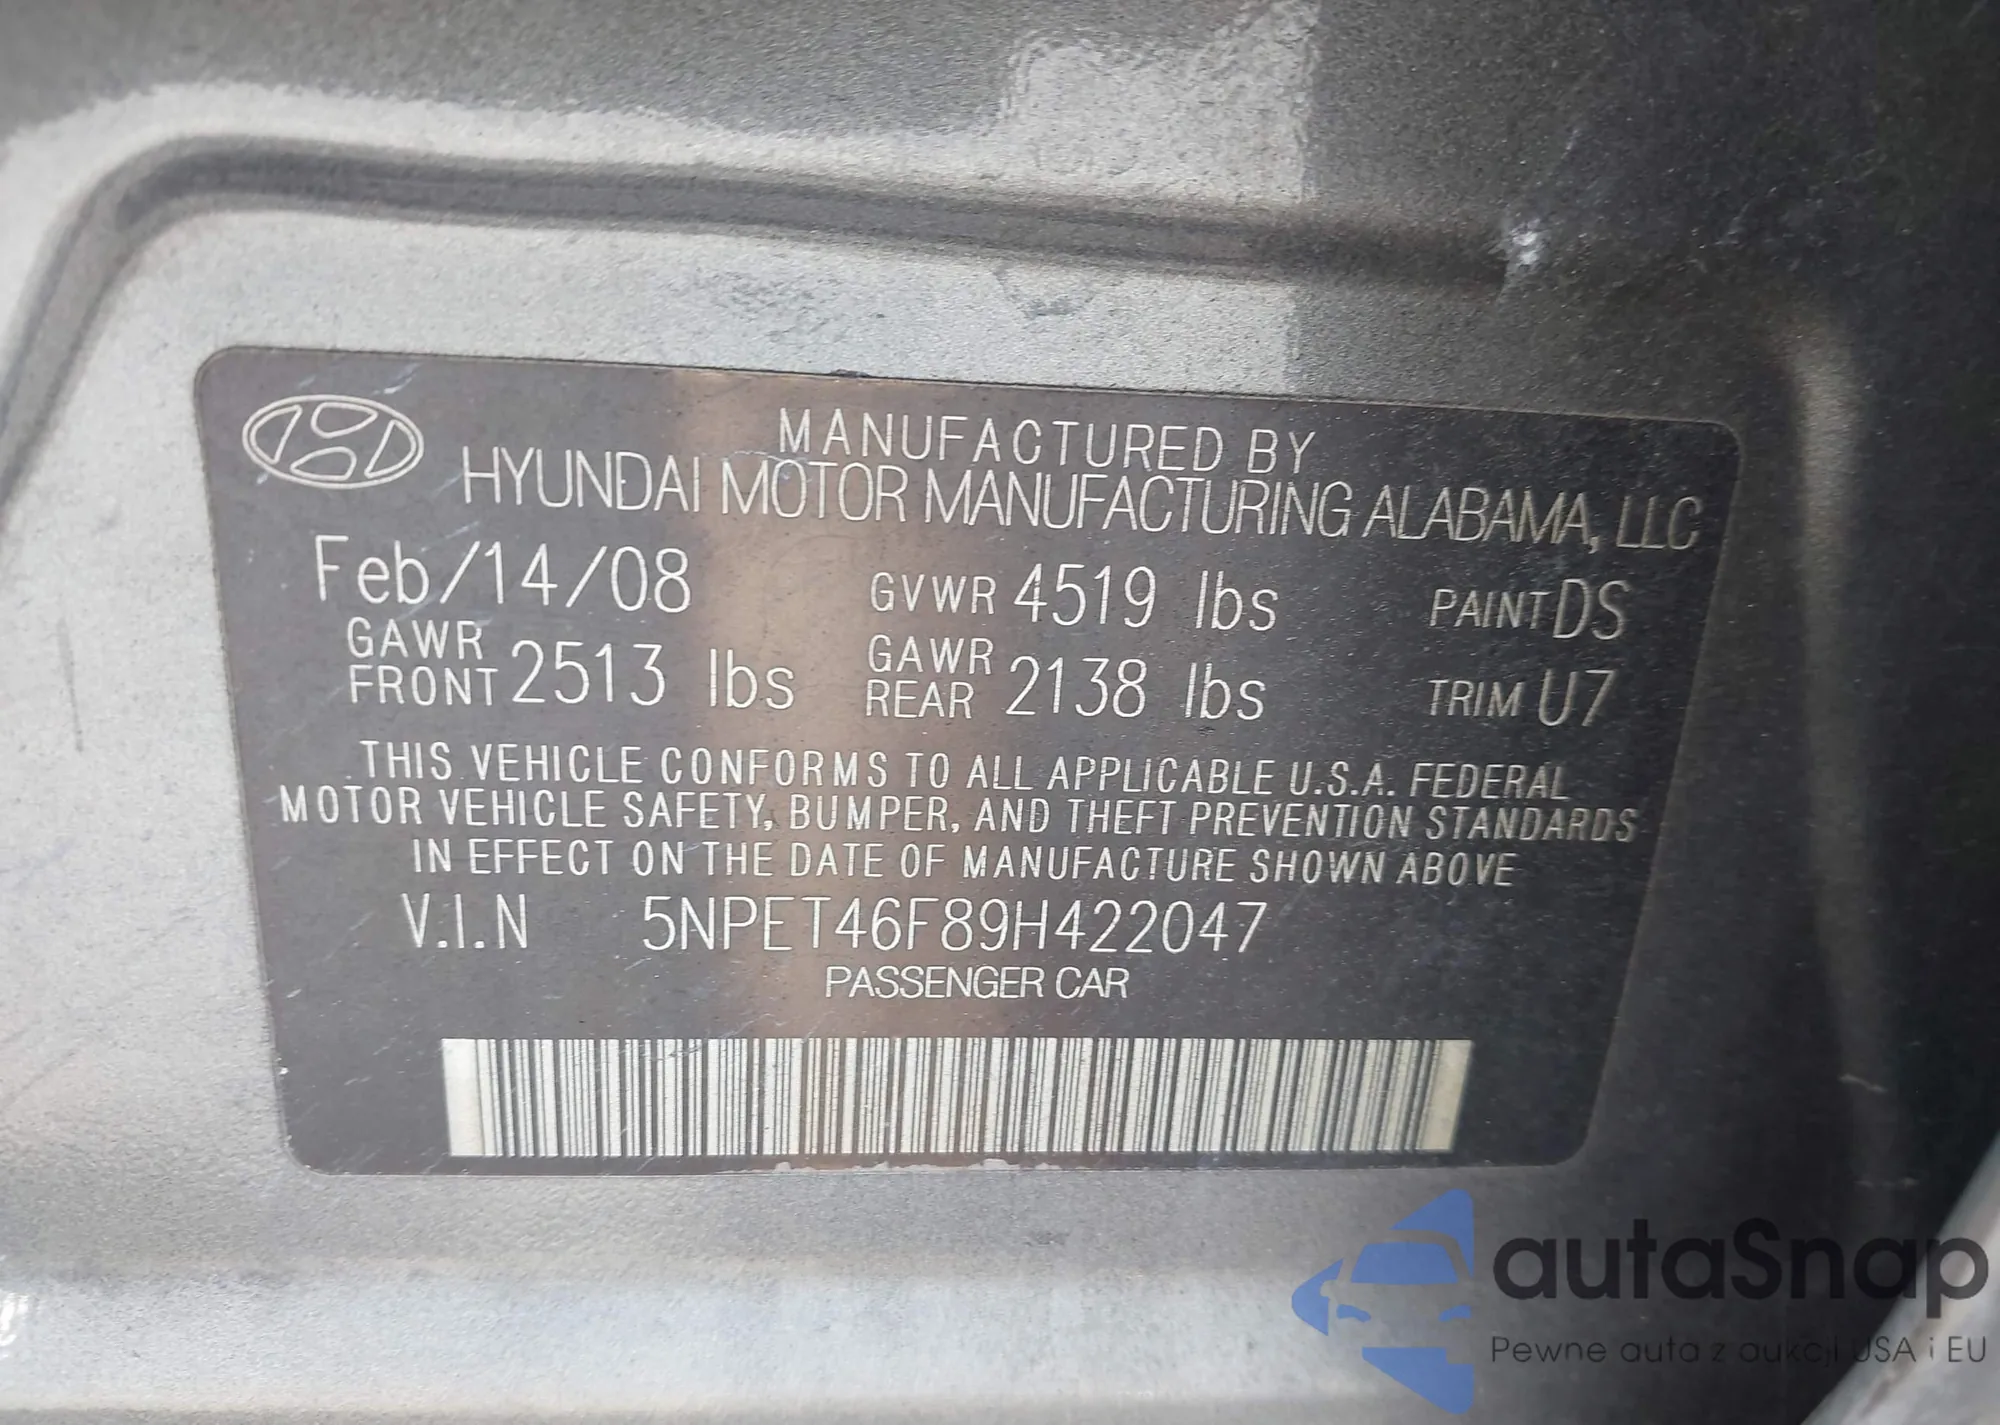 MANUFACTURED BY
HYUNDAI MOTOR MANUFACTURING ALABAMA, LLC
Feb/14/08 GVWR 4519 lbs PAINT DS
GAWR FRONT 2513 lbs GAWR REAR 2138 lbs TRIM U7
THIS VEHICLE CONFORMS TO ALL APPLICABLE U.S.A. FEDERAL
MOTOR VEHICLE SAFETY, BUMPER, AND THEFT PREVENTION STANDARDS
IN EFFECT ON THE DATE OF MANUFACTURE SHOWN ABOVE
V.I.N 5NPET46F89H422047
PASSENGER CAR
autaSnap
Pewne auta z aukcji USA i EU